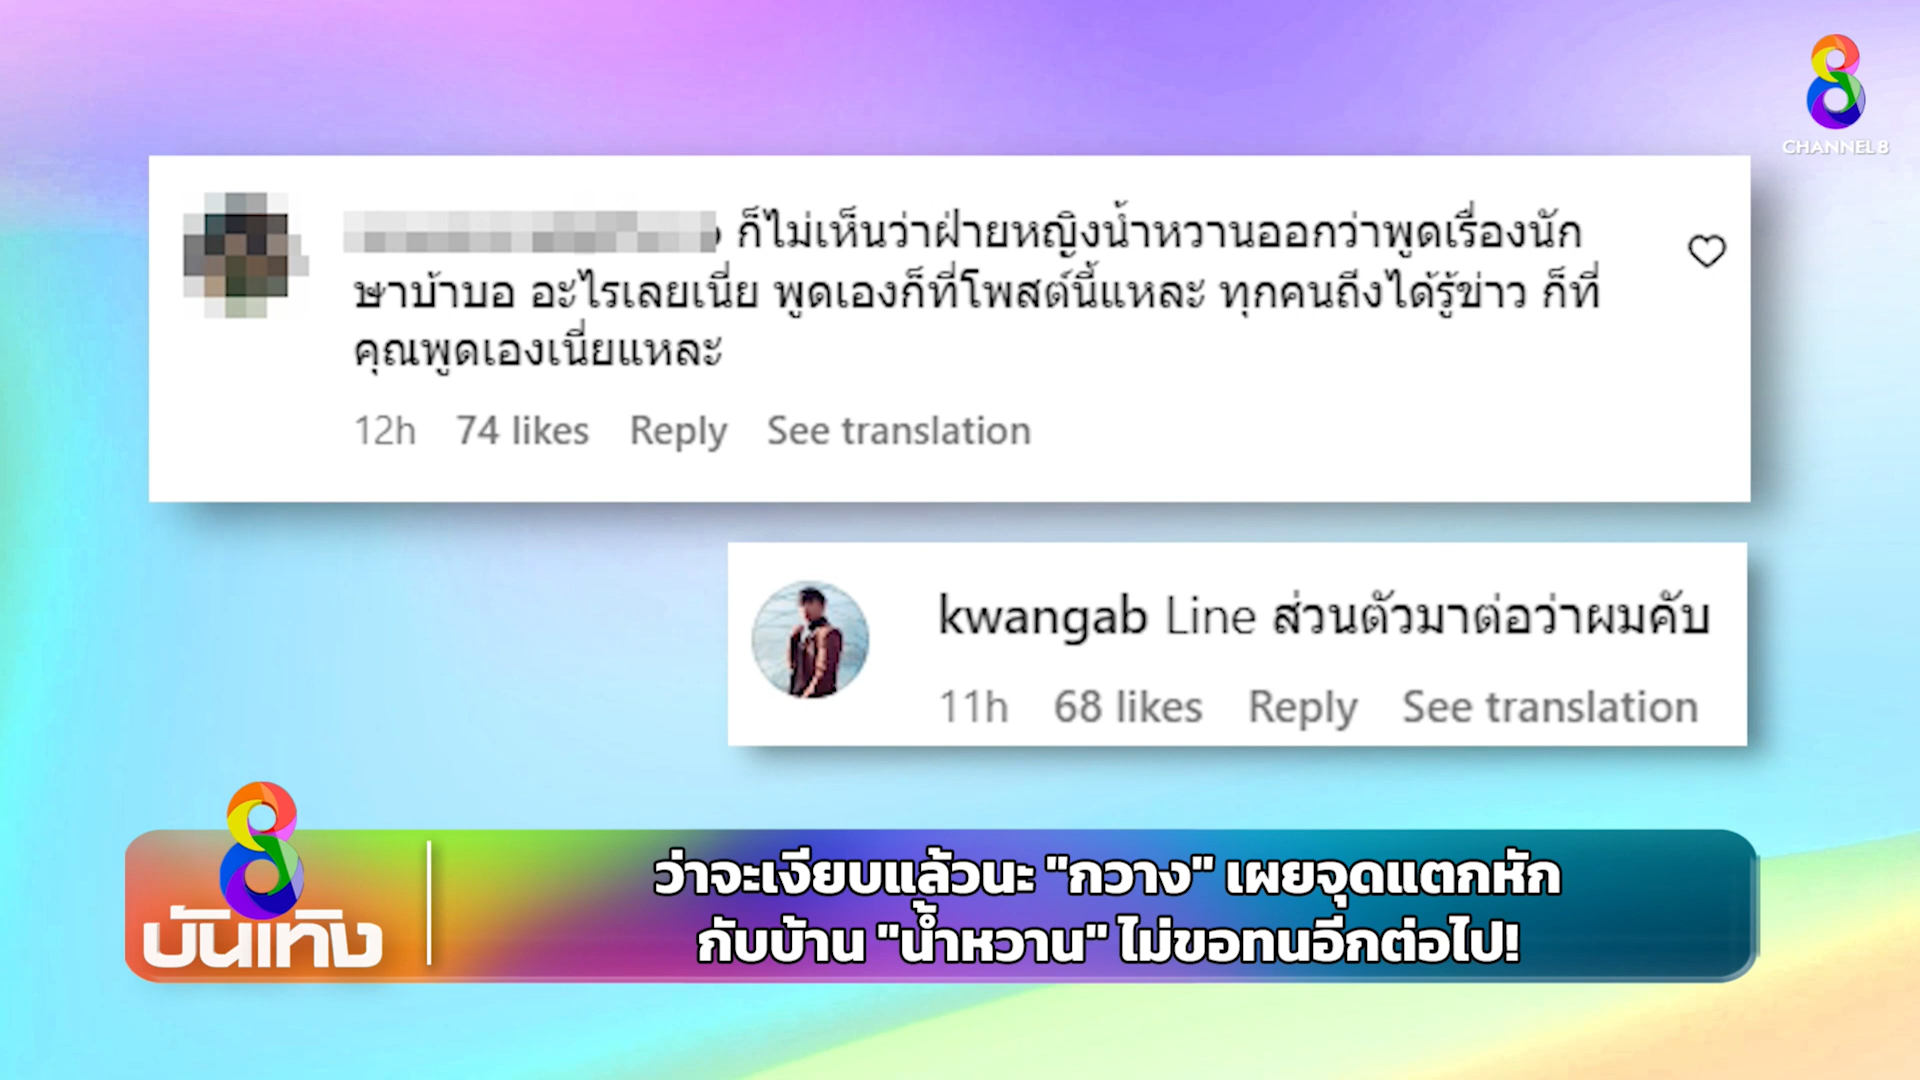 CHANNEL 8
ก็ไม่เห็นว่าฝ่ายหญิงน้ำหวานออกว่าพูดเรื่องนัก
ษาบ้าบอ อะไรเลยเนี่ย พูดเองก็ที่โพสต์นี้แหละ ทุกคนถึงได้รู้ข่าว ก็ที่
คุณพูดเองเนี่ยแหละ
12h 74 likes Reply See translation
kwangab Line ส่วนตัวมาต่อว่าผมคับ
11h 68 likes Reply See translation
8
บันเทิง
ว่าจะเงียบแล้วนะ "กวาง" เผยจุดแตกหัก
กับบ้าน "น้ำหวาน" ไม่ขอทนอีกต่อไป!